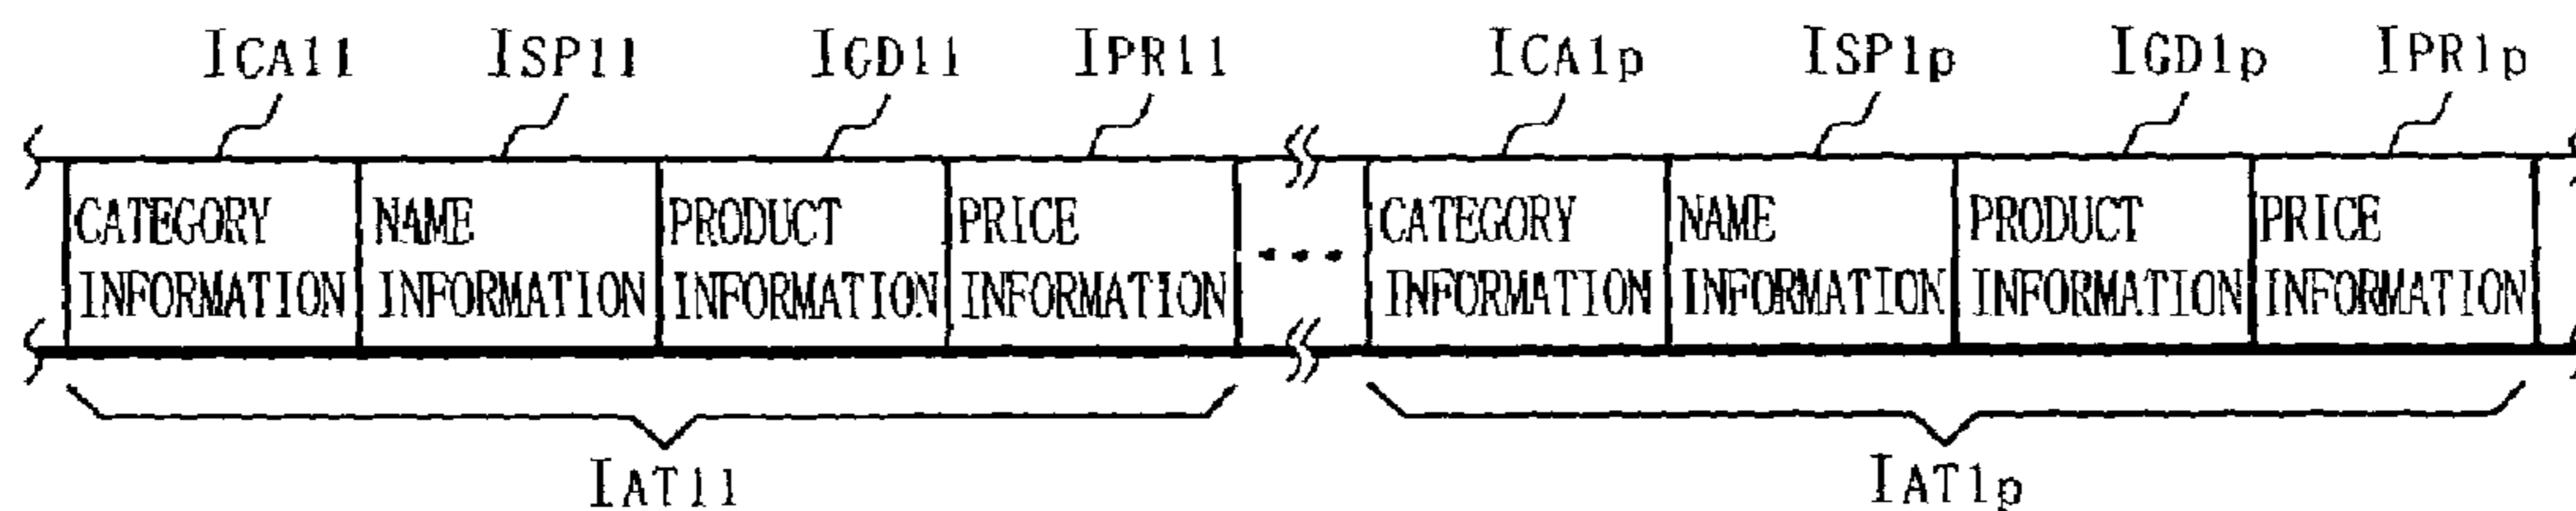 ICA11 ISP11 IGD11 IPR11 ICA1p ISP1p IGD1p IPR1p
CATEGORY NAME PRODUCT PRICE ... CATEGORY NAME PRODUCT PRICE
INFORMATION INFORMATION INFORMATION INFORMATION INFORMATION INFORMATION INFORMATION INFORMATION
IAT11 IAT1p